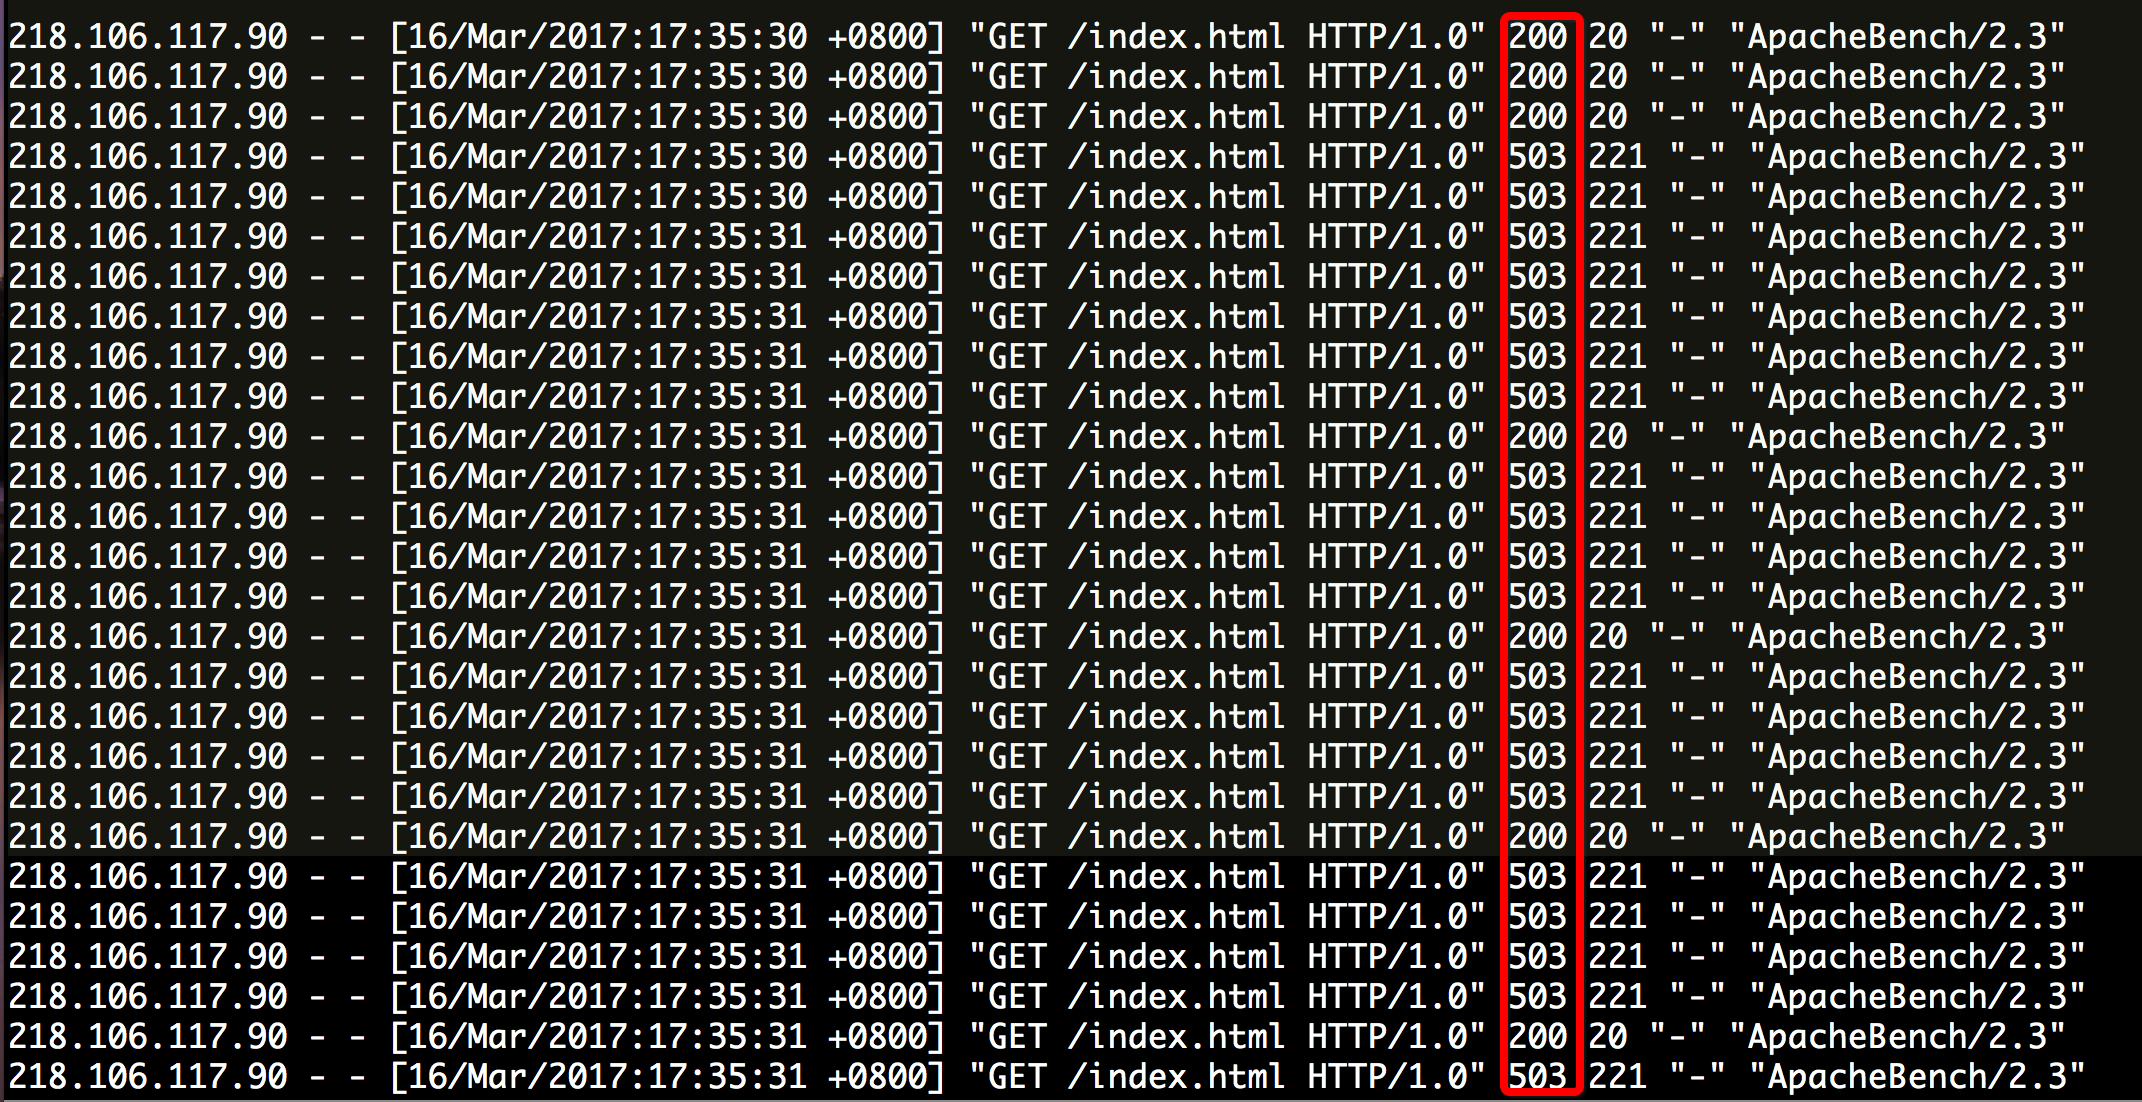 218.106.117.90 - - [16/Mar/2017:17:35:30 +0800] "GET /index.html HTTP/1.0" 200 20 "-" "ApacheBench/2.3"
218.106.117.90 - - [16/Mar/2017:17:35:30 +0800] "GET /index.html HTTP/1.0" 200 20 "-" "ApacheBench/2.3"
218.106.117.90 - - [16/Mar/2017:17:35:30 +0800] "GET /index.html HTTP/1.0" 200 20 "-" "ApacheBench/2.3"
218.106.117.90 - - [16/Mar/2017:17:35:30 +0800] "GET /index.html HTTP/1.0" 503 221 "-" "ApacheBench/2.3"
218.106.117.90 - - [16/Mar/2017:17:35:30 +0800] "GET /index.html HTTP/1.0" 503 221 "-" "ApacheBench/2.3"
218.106.117.90 - - [16/Mar/2017:17:35:31 +0800] "GET /index.html HTTP/1.0" 503 221 "-" "ApacheBench/2.3"
218.106.117.90 - - [16/Mar/2017:17:35:31 +0800] "GET /index.html HTTP/1.0" 503 221 "-" "ApacheBench/2.3"
218.106.117.90 - - [16/Mar/2017:17:35:31 +0800] "GET /index.html HTTP/1.0" 503 221 "-" "ApacheBench/2.3"
218.106.117.90 - - [16/Mar/2017:17:35:31 +0800] "GET /index.html HTTP/1.0" 503 221 "-" "ApacheBench/2.3"
218.106.117.90 - - [16/Mar/2017:17:35:31 +0800] "GET /index.html HTTP/1.0" 503 221 "-" "ApacheBench/2.3"
218.106.117.90 - - [16/Mar/2017:17:35:31 +0800] "GET /index.html HTTP/1.0" 200 20 "-" "ApacheBench/2.3"
218.106.117.90 - - [16/Mar/2017:17:35:31 +0800] "GET /index.html HTTP/1.0" 503 221 "-" "ApacheBench/2.3"
218.106.117.90 - - [16/Mar/2017:17:35:31 +0800] "GET /index.html HTTP/1.0" 503 221 "-" "ApacheBench/2.3"
218.106.117.90 - - [16/Mar/2017:17:35:31 +0800] "GET /index.html HTTP/1.0" 503 221 "-" "ApacheBench/2.3"
218.106.117.90 - - [16/Mar/2017:17:35:31 +0800] "GET /index.html HTTP/1.0" 503 221 "-" "ApacheBench/2.3"
218.106.117.90 - - [16/Mar/2017:17:35:31 +0800] "GET /index.html HTTP/1.0" 200 20 "-" "ApacheBench/2.3"
218.106.117.90 - - [16/Mar/2017:17:35:31 +0800] "GET /index.html HTTP/1.0" 503 221 "-" "ApacheBench/2.3"
218.106.117.90 - - [16/Mar/2017:17:35:31 +0800] "GET /index.html HTTP/1.0" 503 221 "-" "ApacheBench/2.3"
218.106.117.90 - - [16/Mar/2017:17:35:31 +0800] "GET /index.html HTTP/1.0" 503 221 "-" "ApacheBench/2.3"
218.106.117.90 - - [16/Mar/2017:17:35:31 +0800] "GET /index.html HTTP/1.0" 503 221 "-" "ApacheBench/2.3"
218.106.117.90 - - [16/Mar/2017:17:35:31 +0800] "GET /index.html HTTP/1.0" 200 20 "-" "ApacheBench/2.3"
218.106.117.90 - - [16/Mar/2017:17:35:31 +0800] "GET /index.html HTTP/1.0" 503 221 "-" "ApacheBench/2.3"
218.106.117.90 - - [16/Mar/2017:17:35:31 +0800] "GET /index.html HTTP/1.0" 503 221 "-" "ApacheBench/2.3"
218.106.117.90 - - [16/Mar/2017:17:35:31 +0800] "GET /index.html HTTP/1.0" 503 221 "-" "ApacheBench/2.3"
218.106.117.90 - - [16/Mar/2017:17:35:31 +0800] "GET /index.html HTTP/1.0" 503 221 "-" "ApacheBench/2.3"
218.106.117.90 - - [16/Mar/2017:17:35:31 +0800] "GET /index.html HTTP/1.0" 200 20 "-" "ApacheBench/2.3"
218.106.117.90 - - [16/Mar/2017:17:35:31 +0800] "GET /index.html HTTP/1.0" 503 221 "-" "ApacheBench/2.3"